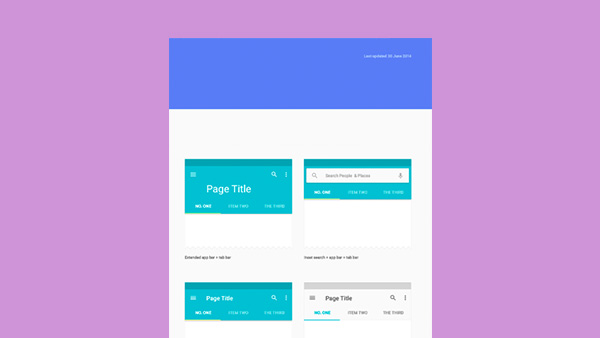 Last updated: 03 June 2014
Page Title
NO. ONE ITEM TWO THE THIRD
Search People & Places
NO. ONE ITEM TWO THE THIRD
Extended app bar + tab bar
Inset search + app bar + tab bar
Page Title
NO. ONE ITEM TWO THE THIRD
Page Title
NO. ONE ITEM TWO THE THIRD